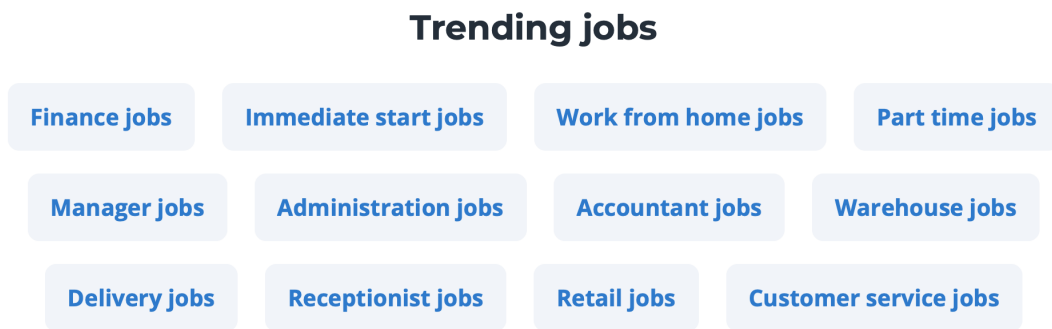 Trending jobs
Finance jobs Immediate start jobs Work from home jobs Part time jobs
Manager jobs Administration jobs Accountant jobs Warehouse jobs
Delivery jobs Receptionist jobs Retail jobs Customer service jobs